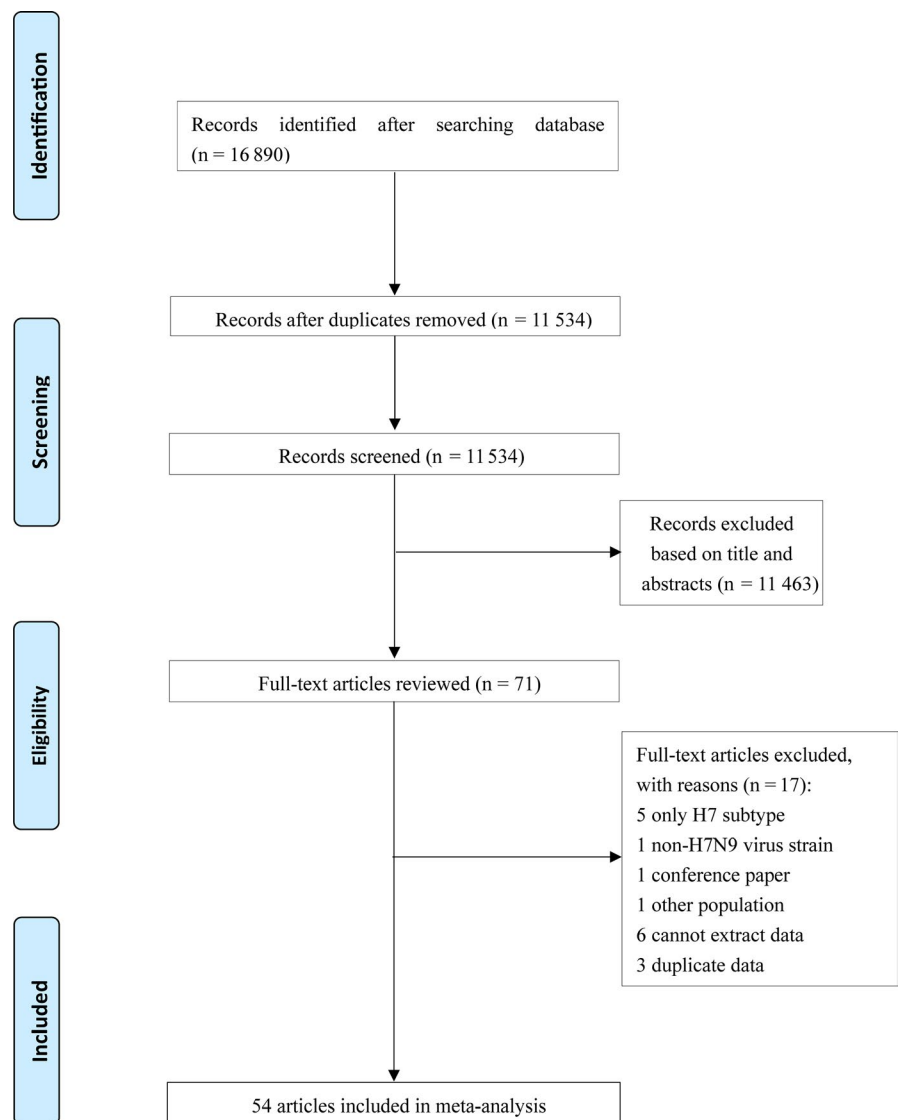 Identification
Records identified after searching database
(n = 16 890)
Records after duplicates removed (n = 11 534)
Screening
Records screened (n = 11 534)
Records excluded
based on title and
abstracts (n = 11 463)
Eligibility
Full-text articles reviewed (n = 71)
Full-text articles excluded,
with reasons (n = 17):
5 only H7 subtype
1 non-H7N9 virus strain
1 conference paper
1 other population
6 cannot extract data
3 duplicate data
Included
54 articles included in meta-analysis